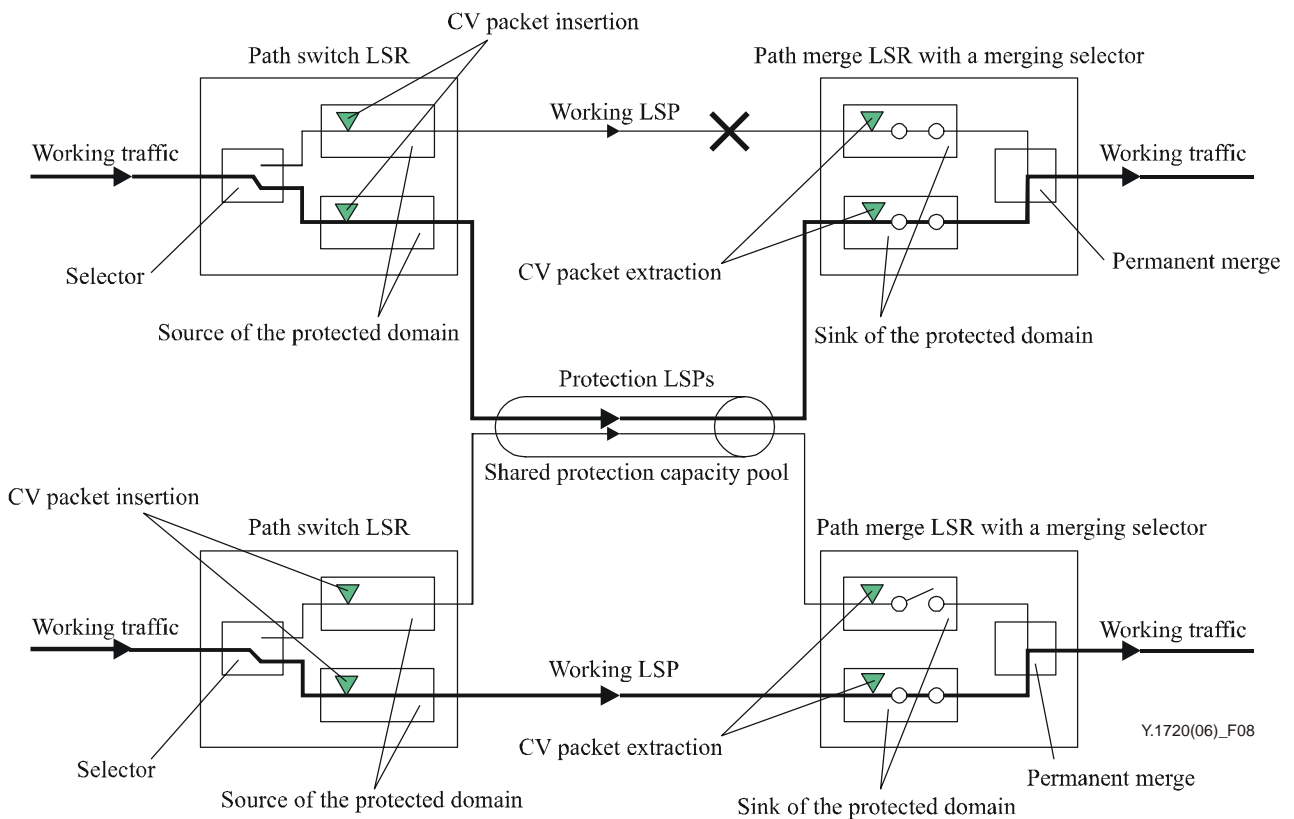 CV packet insertion
Path switch LSR
Path merge LSR with a merging selector
Working LSP
Working traffic
Working traffic
Selector
CV packet extraction
Permanent merge
Source of the protected domain
Sink of the protected domain
Protection LSPs
Shared protection capacity pool
CV packet insertion
Path switch LSR
Path merge LSR with a merging selector
Working traffic
Working traffic
Working LSP
Y.1720(06)_F08
CV packet extraction
Selector
Permanent merge
Source of the protected domain
Sink of the protected domain